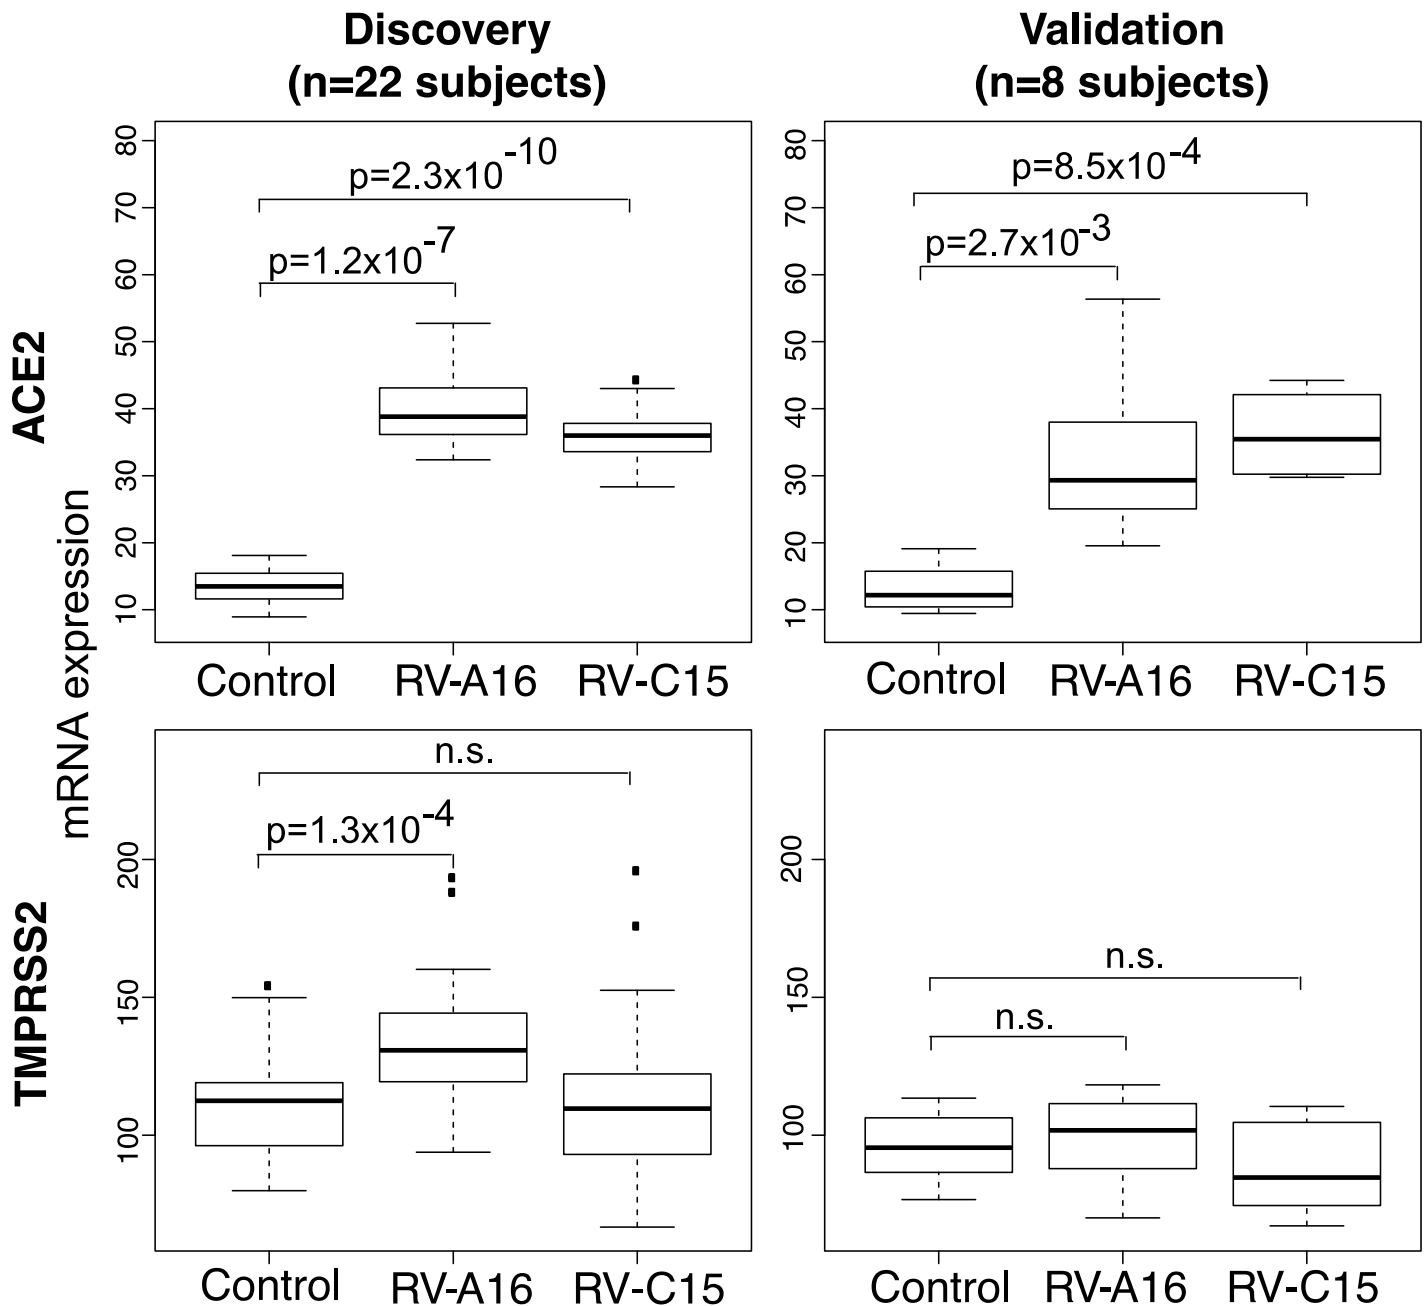 Discovery
(n=22 subjects)
Validation
(n=8 subjects)
ACE2
mRNA expression
TMPRSS2
80
70
60
50
40
30
20
10
p=2.3x10^-10
p=1.2x10^-7
Control RV-A16 RV-C15
80
70
60
50
40
30
20
10
p=8.5x10^-4
p=2.7x10^-3
Control RV-A16 RV-C15
200
150
100
n.s.
p=1.3x10^-4
Control RV-A16 RV-C15
200
150
100
n.s.
n.s.
Control RV-A16 RV-C15